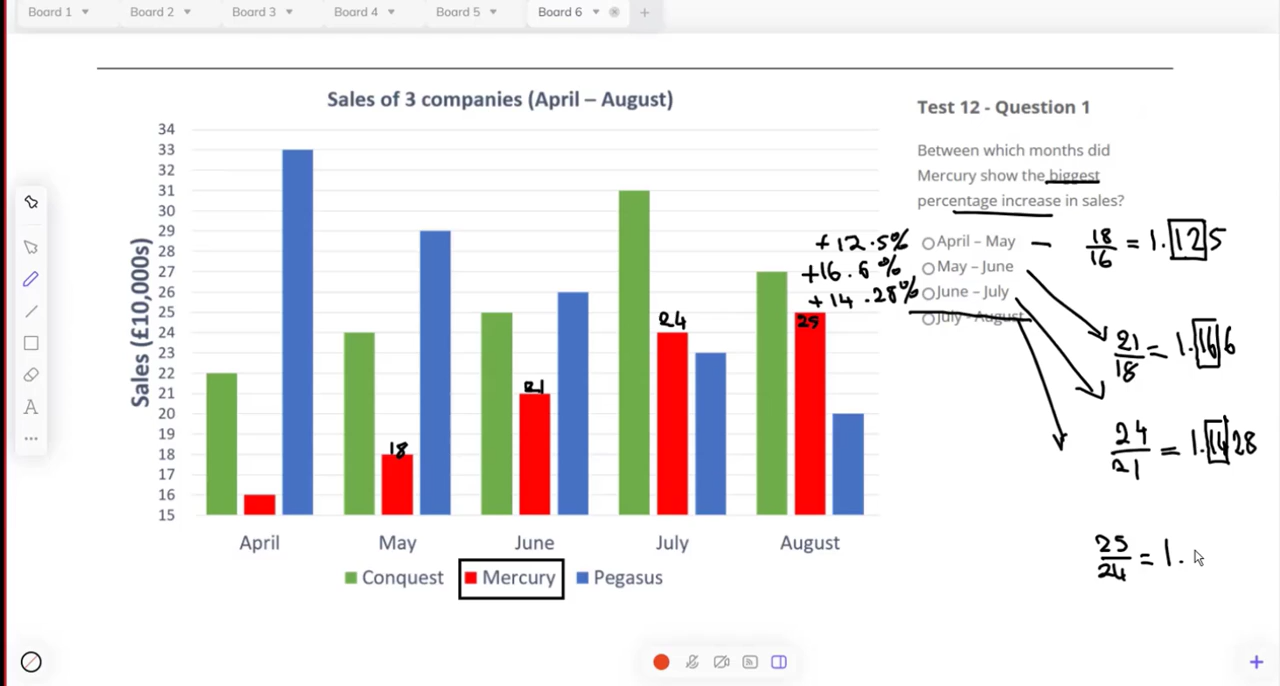 Board 1 Board 2 Board 3 Board 4 Board 5 Board 6
Sales of 3 companies (April – August)
Sales (£10,000s)
34
33
32
31
30
29
28
27
26
25
24
23
22
21
20
19
18
17
16
15
18
21
24
25
April May June July August
Conquest Mercury Pegasus
Test 12 - Question 1
Between which months did
Mercury show the biggest
percentage increase in sales?
+12.5% April – May
+16.6% May – June
+14.28% June – July
July - August
18/16 = 1.125
21/18 = 1.166
24/21 = 1.1428
25/24 = 1.
A